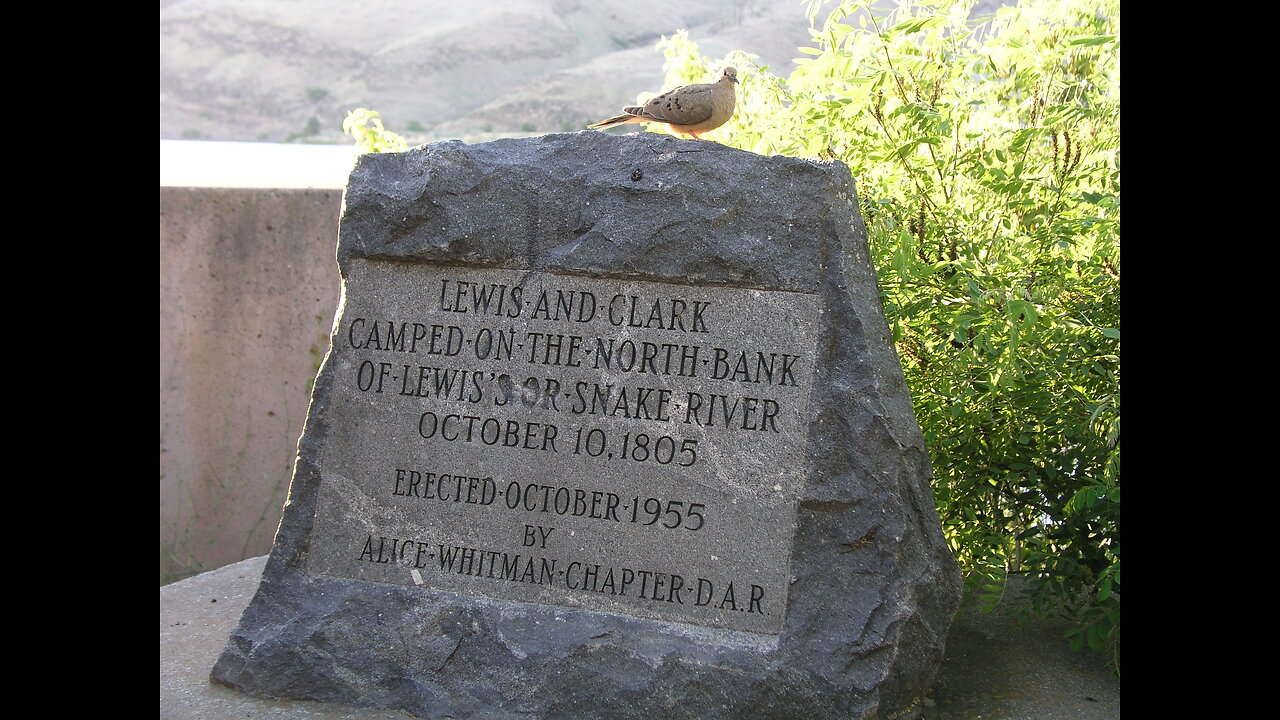 LEWIS·AND·CLARK
CAMPED·ON·THE·NORTH·BANK
OF·LEWIS'S·OR·SNAKE·RIVER
OCTOBER 10,1805
ERECTED·OCTOBER·1955
BY
ALICE·WHITMAN·CHAPTER·D.A.R